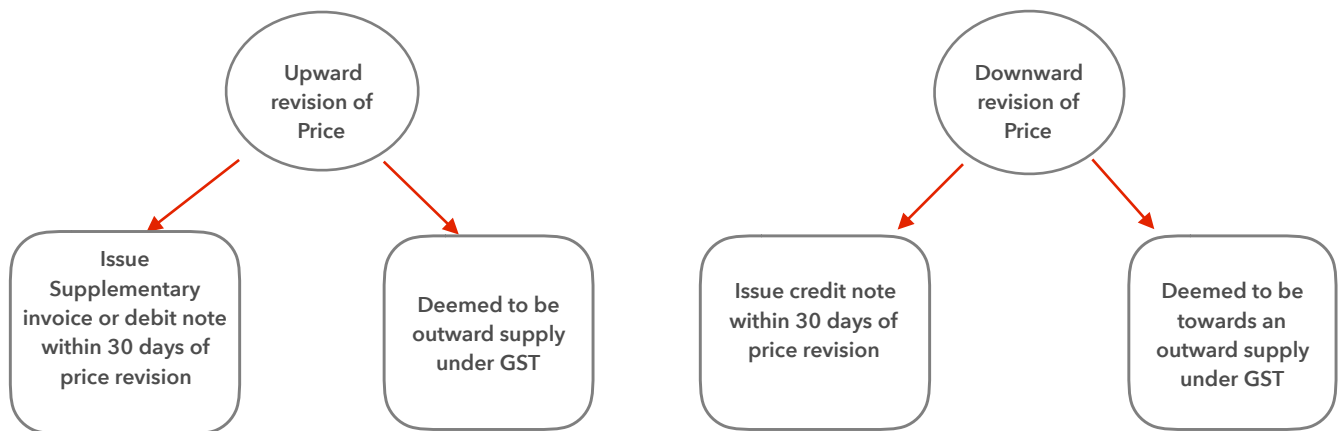 Upward
revision of
Price
Downward
revision of
Price
Issue
Supplementary
invoice or debit note
within 30 days of
price revision
Deemed to be
outward supply
under GST
Issue credit note
within 30 days of
price revision
Deemed to be
towards an
outward supply
under GST